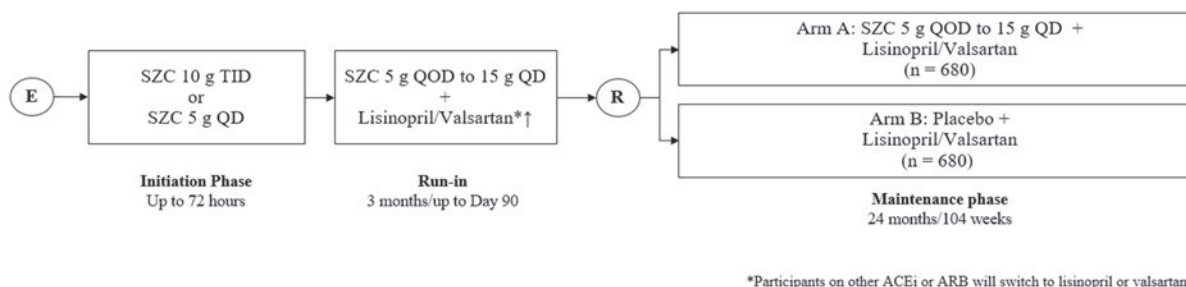 E
SZC 10 g TID
or
SZC 5 g QD
Initiation Phase
Up to 72 hours
SZC 5 g QOD to 15 g QD
+
Lisinopril/Valsartan*↑
Run-in
3 months/up to Day 90
R
Arm A: SZC 5 g QOD to 15 g QD +
Lisinopril/Valsartan
(n = 680)
Arm B: Placebo +
Lisinopril/Valsartan
(n = 680)
Maintenance phase
24 months/104 weeks
*Participants on other ACEi or ARB will switch to lisinopril or valsartan